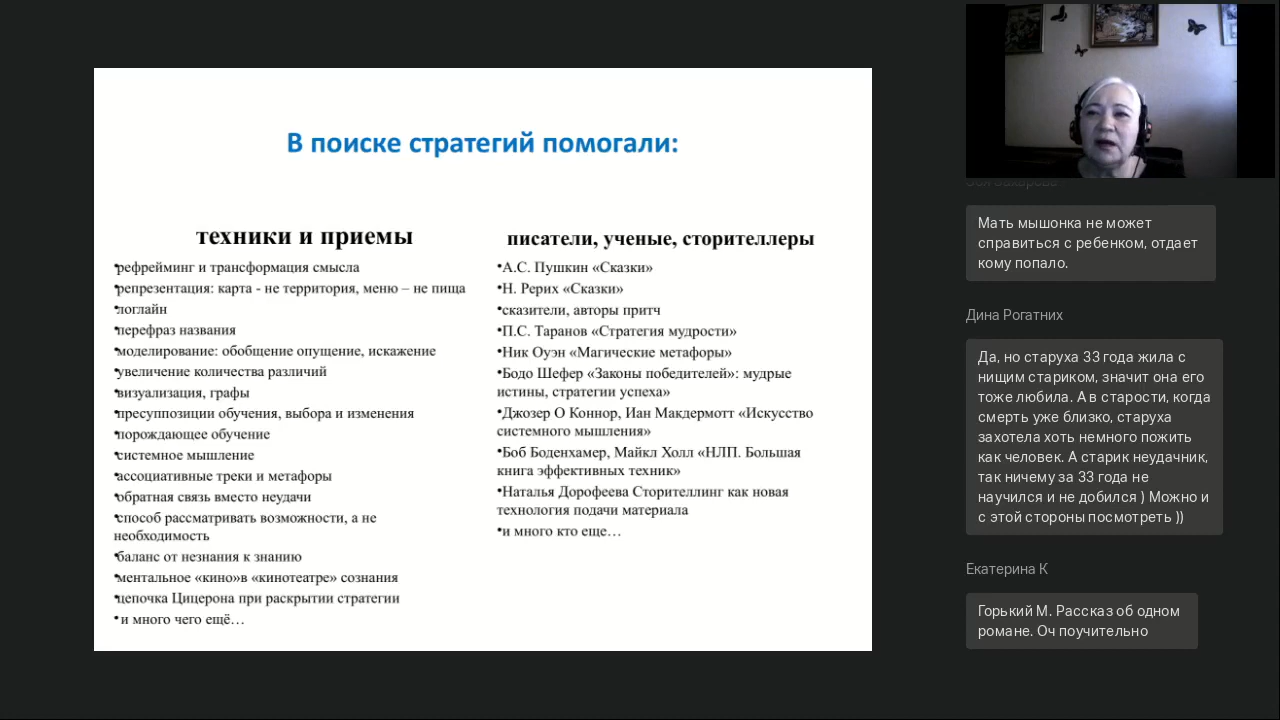 В поиске стратегий помогали:
техники и приемы
•рефрейминг и трансформация смысла
•репрезентация: карта - не территория, меню – не пища
•логлайн
•перефраз названия
•моделирование: обобщение опущение, искажение
•увеличение количества различий
•визуализация, графы
•пресуппозиции обучения, выбора и изменения
•порождающее обучение
•системное мышление
•ассоциативные треки и метафоры
•обратная связь вместо неудачи
•способ рассматривать возможности, а не
необходимость
•баланс от незнания к знанию
•ментальное «кино»в «кинотеатре» сознания
•цепочка Цицерона при раскрытии стратегии
•и много чего ещё…
писатели, ученые, сторителлеры
•А.С. Пушкин «Сказки»
•Н. Рерих «Сказки»
•сказители, авторы притч
•П.С. Таранов «Стратегия мудрости»
•Ник Оуэн «Магические метафоры»
•Бодо Шефер «Законы победителей»: мудрые
истины, стратегии успеха»
•Джозер О Коннор, Иан Макдермотт «Искусство
системного мышления»
•Боб Боденхамер, Майкл Холл «НЛП. Большая
книга эффективных техник»
•Наталья Дорофеева Сторителлинг как новая
технология подачи материала
•и много кто еще…
Мать мышонка не может
справиться с ребенком, отдает
кому попало.
Дина Рогатних
Да, но старуха 33 года жила с
нищим стариком, значит она его
тоже любила. А в старости, когда
смерть уже близко, старуха
захотела хоть немного пожить
как человек. А старик неудачник,
так ничему за 33 года не
научился и не добился ) Можно и
с этой стороны посмотреть ))
Екатерина К
Горький М. Рассказ об одном
романе. Оч поучительно